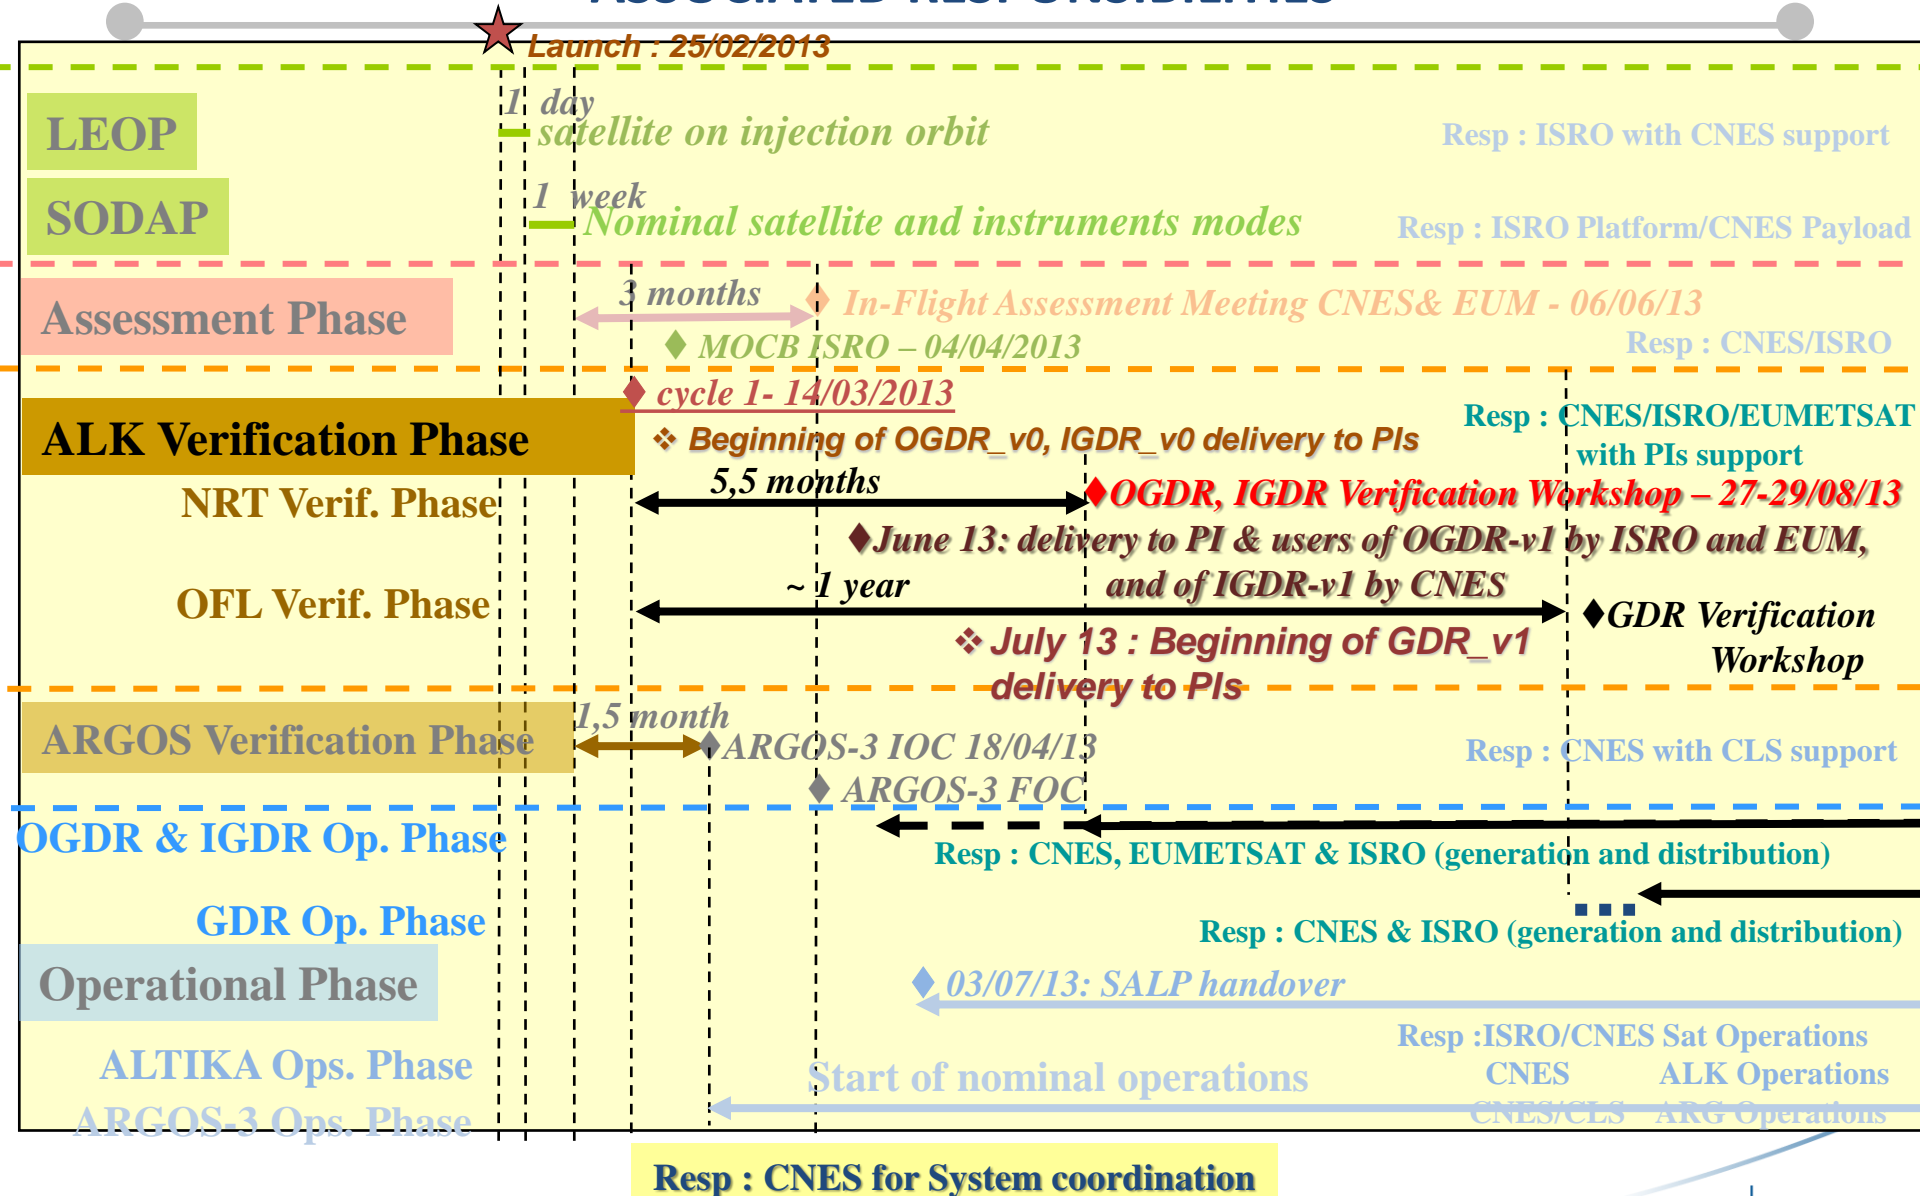 ASSOCIATED RESPONSIBILITIES
Launch : 25/02/2013
1 day
LEOP
satellite on injection orbit
Resp : ISRO with CNES support
1 week
SODAP
Nominal satellite and instruments modes
Resp : ISRO Platform/CNES Payload
3 months
Assessment Phase
♦ In-Flight Assessment Meeting CNES& EUM - 06/06/13
♦ MOCB ISRO – 04/04/2013
Resp : CNES/ISRO
♦ cycle 1- 14/03/2013
Resp : CNES/ISRO/EUMETSAT
with PIs support
ALK Verification Phase
❖ Beginning of OGDR_v0, IGDR_v0 delivery to PIs
5,5 months
NRT Verif. Phase
♦OGDR, IGDR Verification Workshop – 27-29/08/13
♦June 13: delivery to PI & users of OGDR-v1 by ISRO and EUM,
and of IGDR-v1 by CNES
~ 1 year
OFL Verif. Phase
♦GDR Verification
Workshop
❖ July 13 : Beginning of GDR_v1
delivery to PIs
1,5 month
ARGOS Verification Phase
♦ARGOS-3 IOC 18/04/13
Resp : CNES with CLS support
♦ ARGOS-3 FOC
OGDR & IGDR Op. Phase
Resp : CNES, EUMETSAT & ISRO (generation and distribution)
GDR Op. Phase
Resp : CNES & ISRO (generation and distribution)
Operational Phase
♦ 03/07/13: SALP handover
Resp :ISRO/CNES Sat Operations
ALTIKA Ops. Phase
Start of nominal operations
CNES ALK Operations
ARGOS-3 Ops. Phase
CNES/CLS ARG Operations
Resp : CNES for System coordination